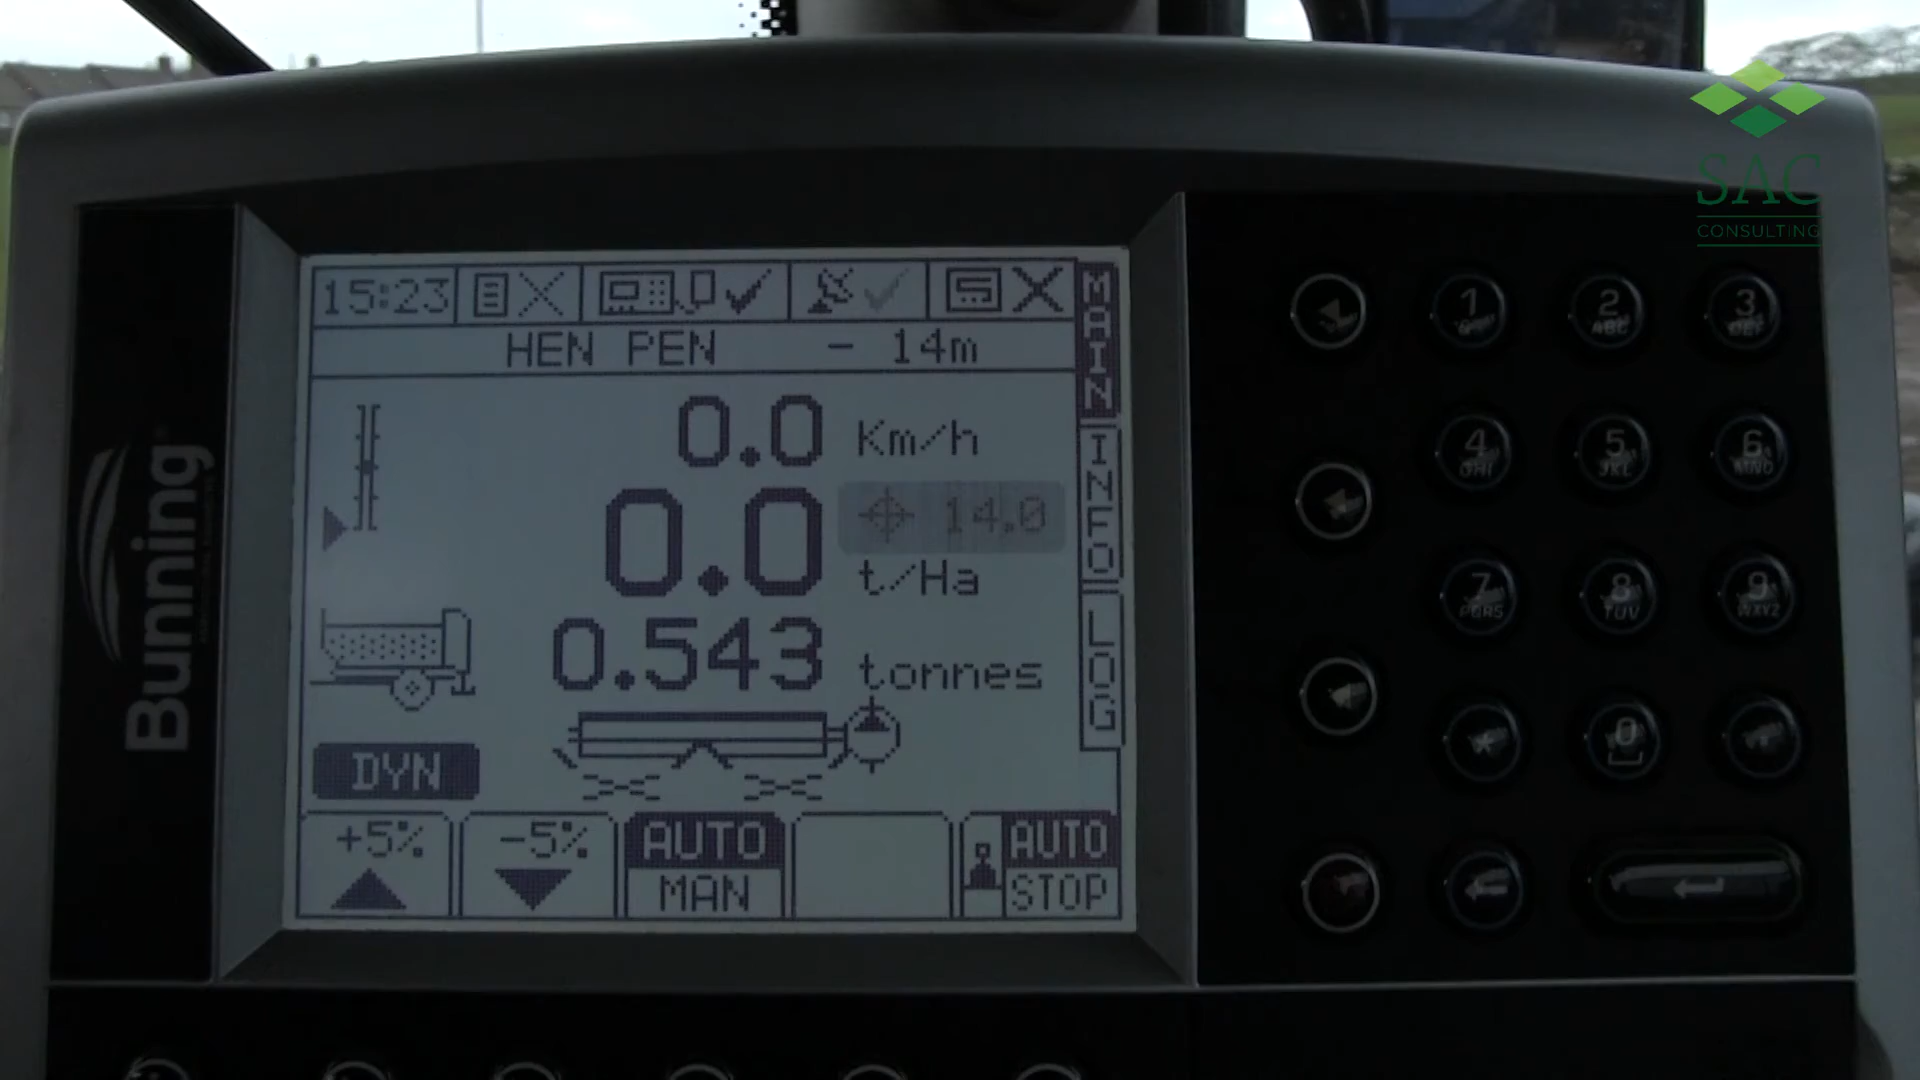 SAC
CONSULTING
Bunning
15:23
HEN PEN - 14m
0.0 Km/h
14.0
0.0 t/Ha
0.543 tonnes
DYN
+5%
-5%
AUTO
MAN
AUTO
STOP
MAIN
INFO
LOG
1
2 ABC
3 DEF
4 GHI
5 JKL
6 MNO
7 PQRS
8 TUV
9 WXYZ
*
0